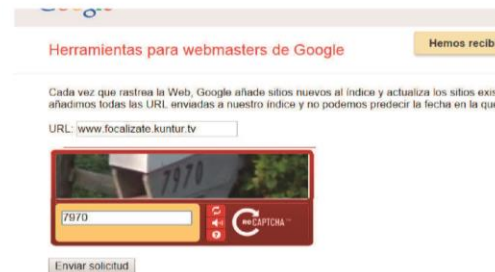 Herramientas para webmasters de Google
Hemos recib
Cada vez que rastrea la Web, Google añade sitios nuevos al índice y actualiza los sitios exis
añadimos todas las URL enviadas a nuestro índice y no podemos predecir la fecha en la que
URL: www.focalizate.kuntur.tv
7970
7970
reCAPTCHA™
Enviar solicitud